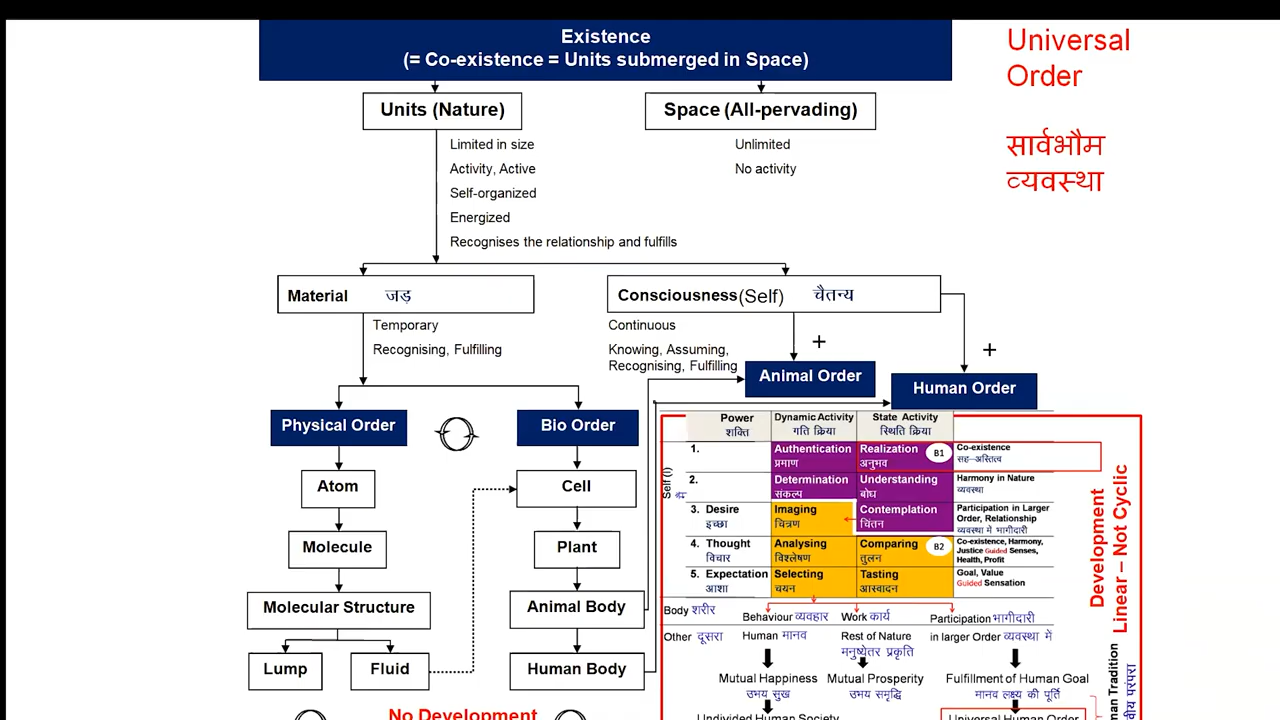 Existence
(= Co-existence = Units submerged in Space)
Universal
Order
सार्वभौम
व्यवस्था
Units (Nature)
Space (All-pervading)
Limited in size
Activity, Active
Self-organized
Energized
Recognises the relationship and fulfills
Unlimited
No activity
Material जड़
Consciousness(Self) चैतन्य
Temporary
Recognising, Fulfilling
Continuous
Knowing, Assuming,
Recognising, Fulfilling
+
+
Animal Order
Human Order
Physical Order
Bio Order
Atom
Cell
Molecule
Plant
Molecular Structure
Animal Body
Lump
Fluid
Human Body
No Development
Power
शक्ति
Dynamic Activity
गति क्रिया
State Activity
स्थिति क्रिया
Self (I)
1.
Authentication
प्रमाण
Realization
अनुभव
B1
Co-existence
सह–अस्तित्व
2.
Determination
संकल्प
Understanding
बोध
Harmony in Nature
व्यवस्था
3. Desire
इच्छा
Imaging
चित्रण
Contemplation
चिंतन
Participation in Larger
Order, Relationship
व्यवस्था में भागीदारी
4. Thought
विचार
Analysing
विश्लेषण
Comparing
तुलन
B2
Co-existence, Harmony,
Justice Guided Senses,
Health, Profit
5. Expectation
आशा
Selecting
चयन
Tasting
आस्वादन
Goal, Value
Guided Sensation
Body शरीर
Behaviour व्यवहार
Work कार्य
Participation भागीदारी
Other दूसरा
Human मानव
Rest of Nature
मनुष्येतर प्रकृति
in larger Order व्यवस्था में
Mutual Happiness
उभय सुख
Mutual Prosperity
उभय समृद्धि
Fulfillment of Human Goal
मानव लक्ष्य की पूर्ति
Undivided Human Society
Universal Human Order
Development
Linear – Not Cyclic